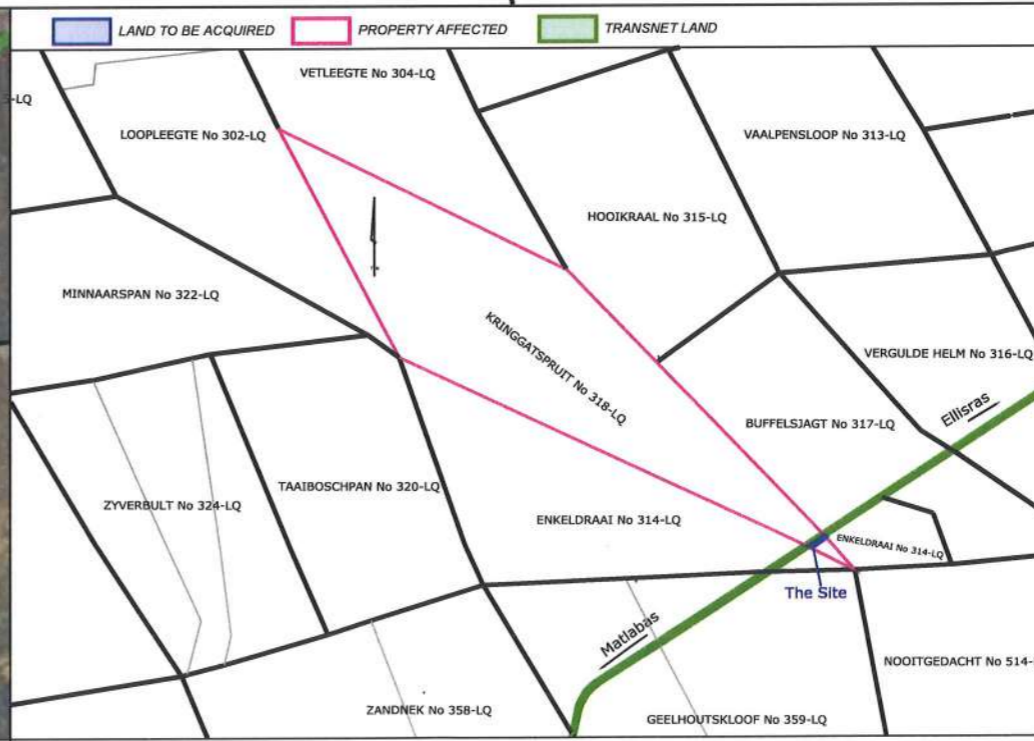 LAND TO BE ACQUIRED
PROPERTY AFFECTED
TRANSNET LAND
VETLEEGTE No 304-LQ
-LQ
LOOPLEEGTE No 302-LQ
VAALPENSLOOP No 313-LQ
HOOIKRAAL No 315-LQ
MINNAARSPAN No 322-LQ
KRINGGATSPRUIT No 318-LQ
VERGULDE HELM No 316-LQ
Ellisras
BUFFELSJAGT No 317-LQ
TAAIBOSCHPAN No 320-LQ
ZYVERBULT No 324-LQ
ENKELDRAAI No 314-LQ
ENKELDRAAI No 314-LQ
The Site
Matlabas
NOOITGEDACHT No 514-
ZANDNEK No 358-LQ
GEELHOUTSKLOOF No 359-LQ